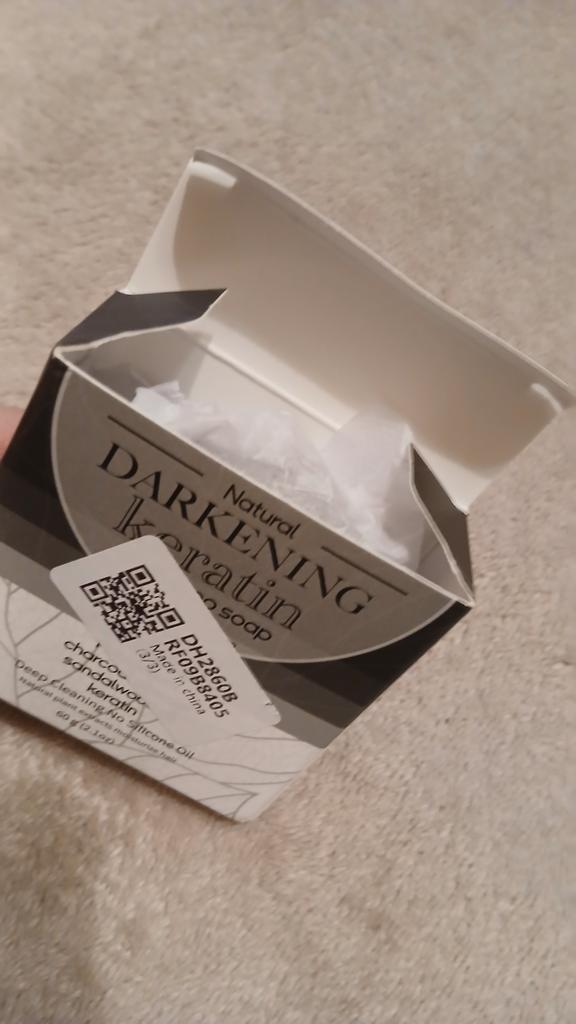 Natural
DARKENING
keratin
soap
DH2860B
RF09B8405
Made in china
(3/3)
keratin
Deep Cleaning,No Silicone Oil
Natural plant extracts moisturize hair
60 g (2.1oz)